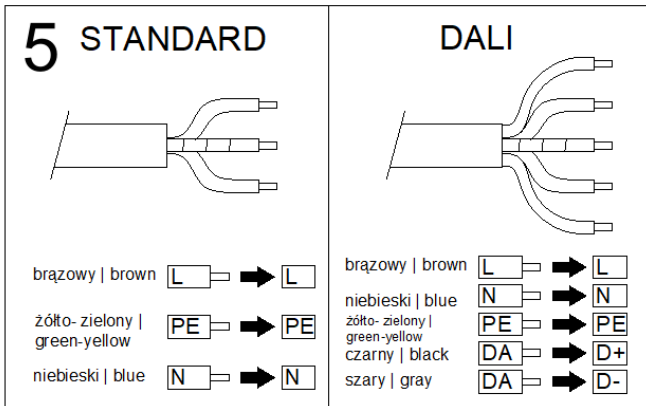 5 STANDARD
brązowy | brown L L
żółto- zielony |
green-yellow PE PE
niebieski | blue N N
DALI
brązowy | brown L L
niebieski | blue N N
żółto- zielony |
green-yellow PE PE
czarny | black DA D+
szary | gray DA D-